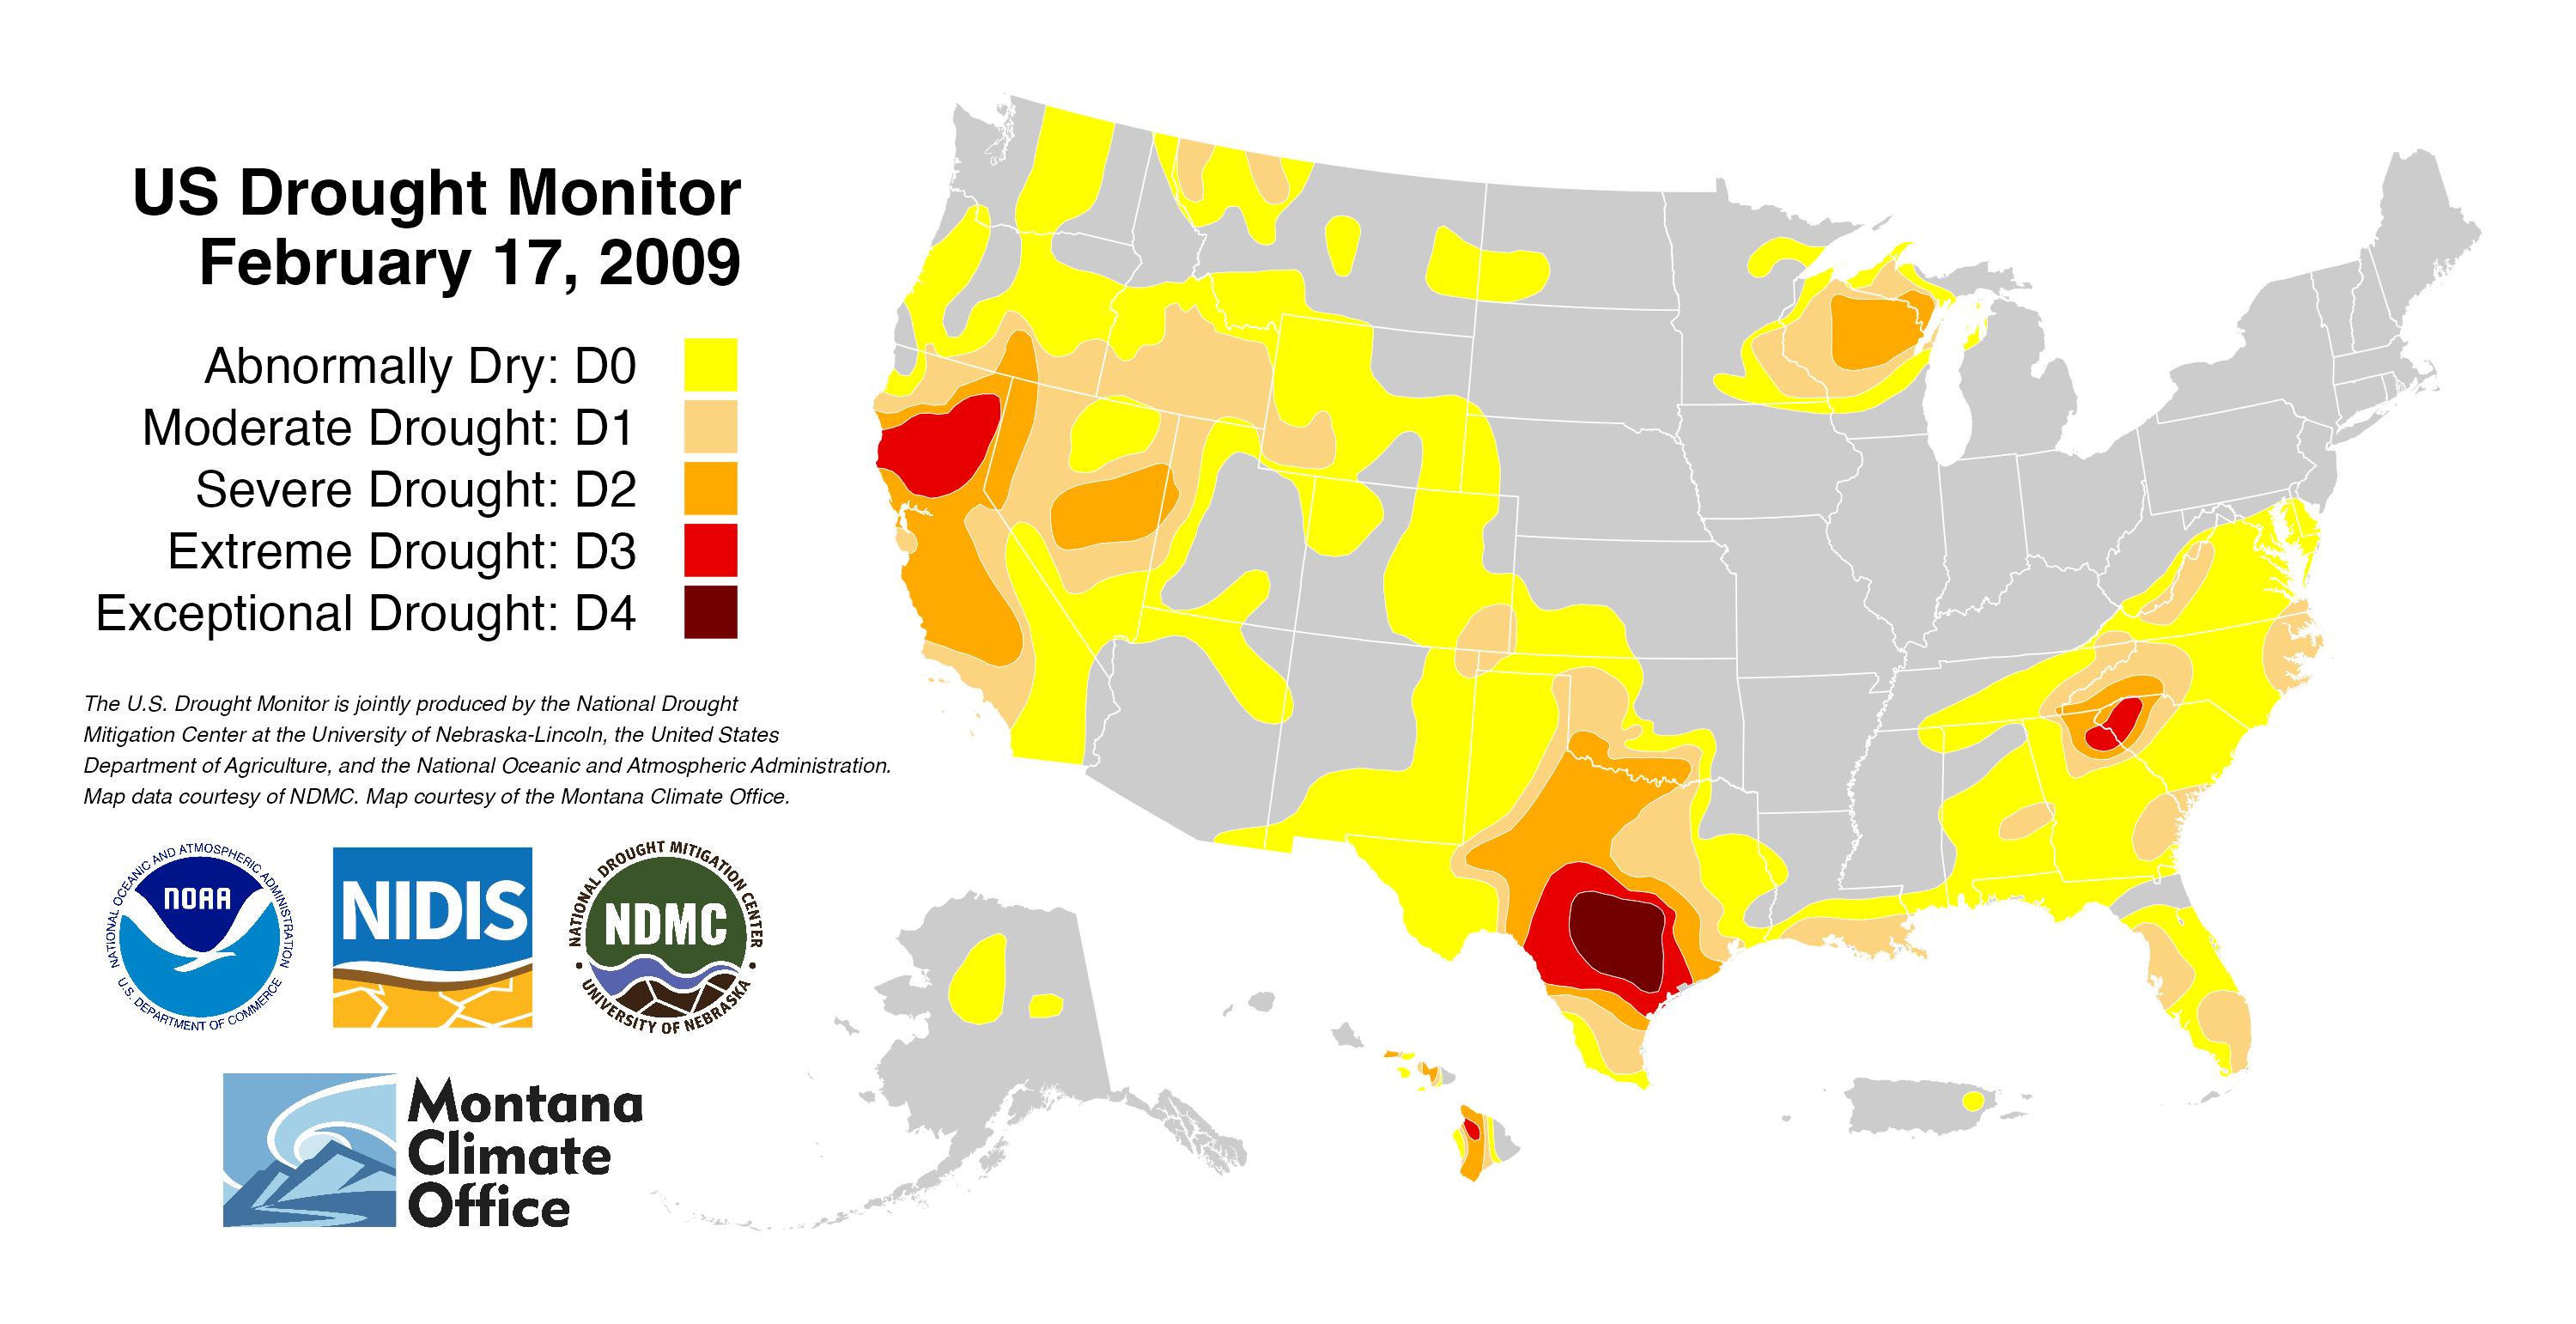 US Drought Monitor
February 17, 2009
Abnormally Dry: D0
Moderate Drought: D1
Severe Drought: D2
Extreme Drought: D3
Exceptional Drought: D4
The U.S. Drought Monitor is jointly produced by the National Drought
Mitigation Center at the University of Nebraska-Lincoln, the United States
Department of Agriculture, and the National Oceanic and Atmospheric Administration.
Map data courtesy of NDMC. Map courtesy of the Montana Climate Office.
NATIONAL OCEANIC AND ATMOSPHERIC ADMINISTRATION
NOAA
U.S. DEPARTMENT OF COMMERCE
NIDIS
NATIONAL DROUGHT MITIGATION CENTER
NDMC
• UNIVERSITY OF NEBRASKA •
Montana
Climate
Office